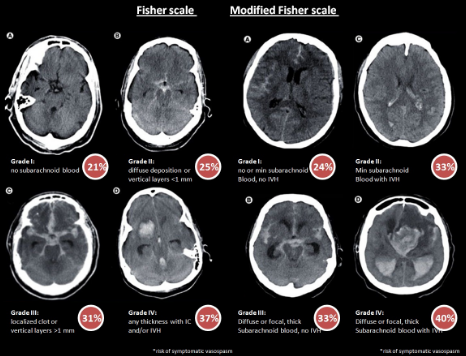 Fisher scale
Modified Fisher scale
A
B
A
C
Grade I:
no subarachnoid blood
21%
Grade II:
diffuse deposition or
vertical layers <1 mm
25%
Grade I:
no or min subarachnoid
Blood, no IVH
24%
Grade II:
Min subarachnoid
Blood with IVH
33%
C
D
B
D
Grade III:
localized clot or
vertical layers >1 mm
31%
Grade IV:
any thickness with IC
and/or IVH
37%
Grade III:
Diffuse or focal, thick
Subarachnoid blood, no IVH
33%
Grade IV:
Diffuse or focal, thick
Subarachnoid blood with IVH
40%
*risk of symptomatic vasospasm
*risk of symptomatic vasospasm